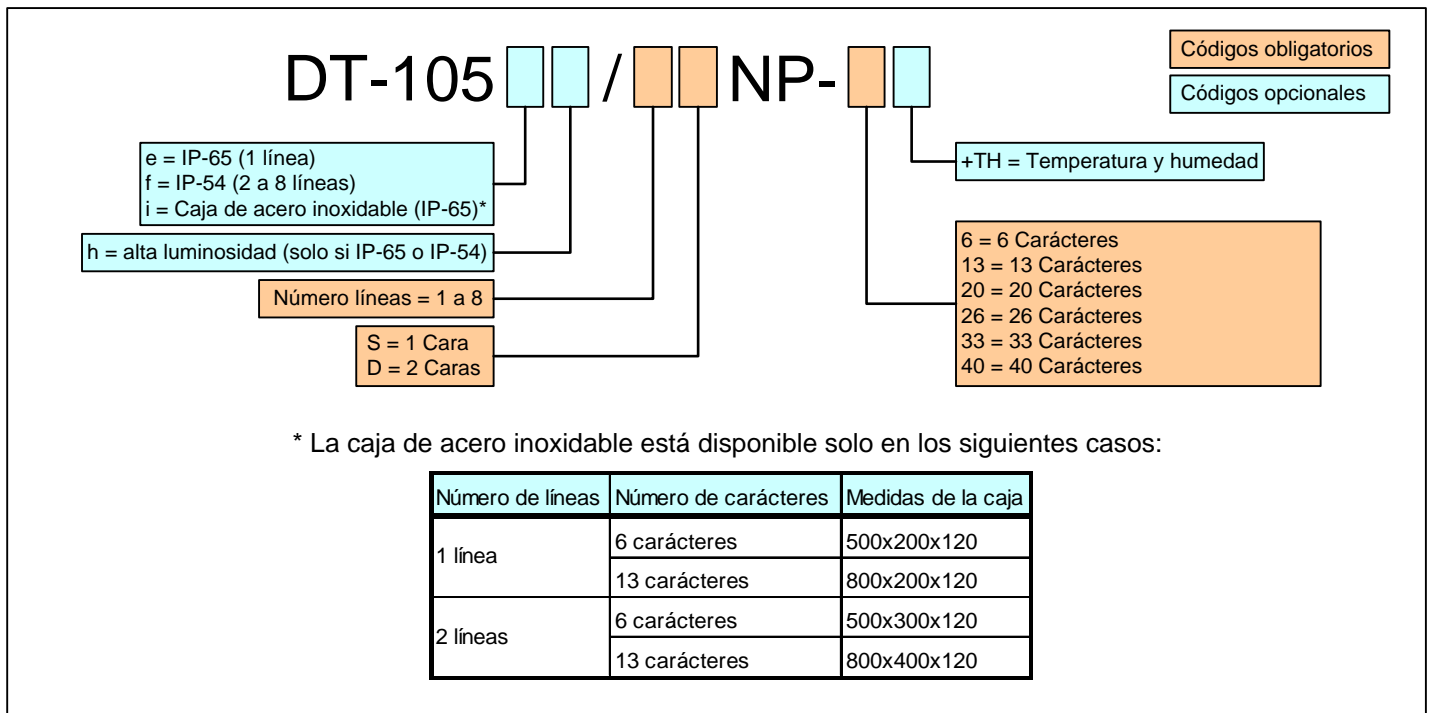 DT-105 / NP-
Códigos obligatorios
Códigos opcionales
e = IP-65 (1 línea)
f = IP-54 (2 a 8 líneas)
i = Caja de acero inoxidable (IP-65)*
+TH = Temperatura y humedad
h = alta luminosidad (solo si IP-65 o IP-54)
Número líneas = 1 a 8
S = 1 Cara
D = 2 Caras
6 = 6 Carácteres
13 = 13 Carácteres
20 = 20 Carácteres
26 = 26 Carácteres
33 = 33 Carácteres
40 = 40 Carácteres
* La caja de acero inoxidable está disponible solo en los siguientes casos:
Número de líneas Número de carácteres Medidas de la caja
1 línea
6 carácteres 500x200x120
13 carácteres 800x200x120
2 líneas
6 carácteres 500x300x120
13 carácteres 800x400x120